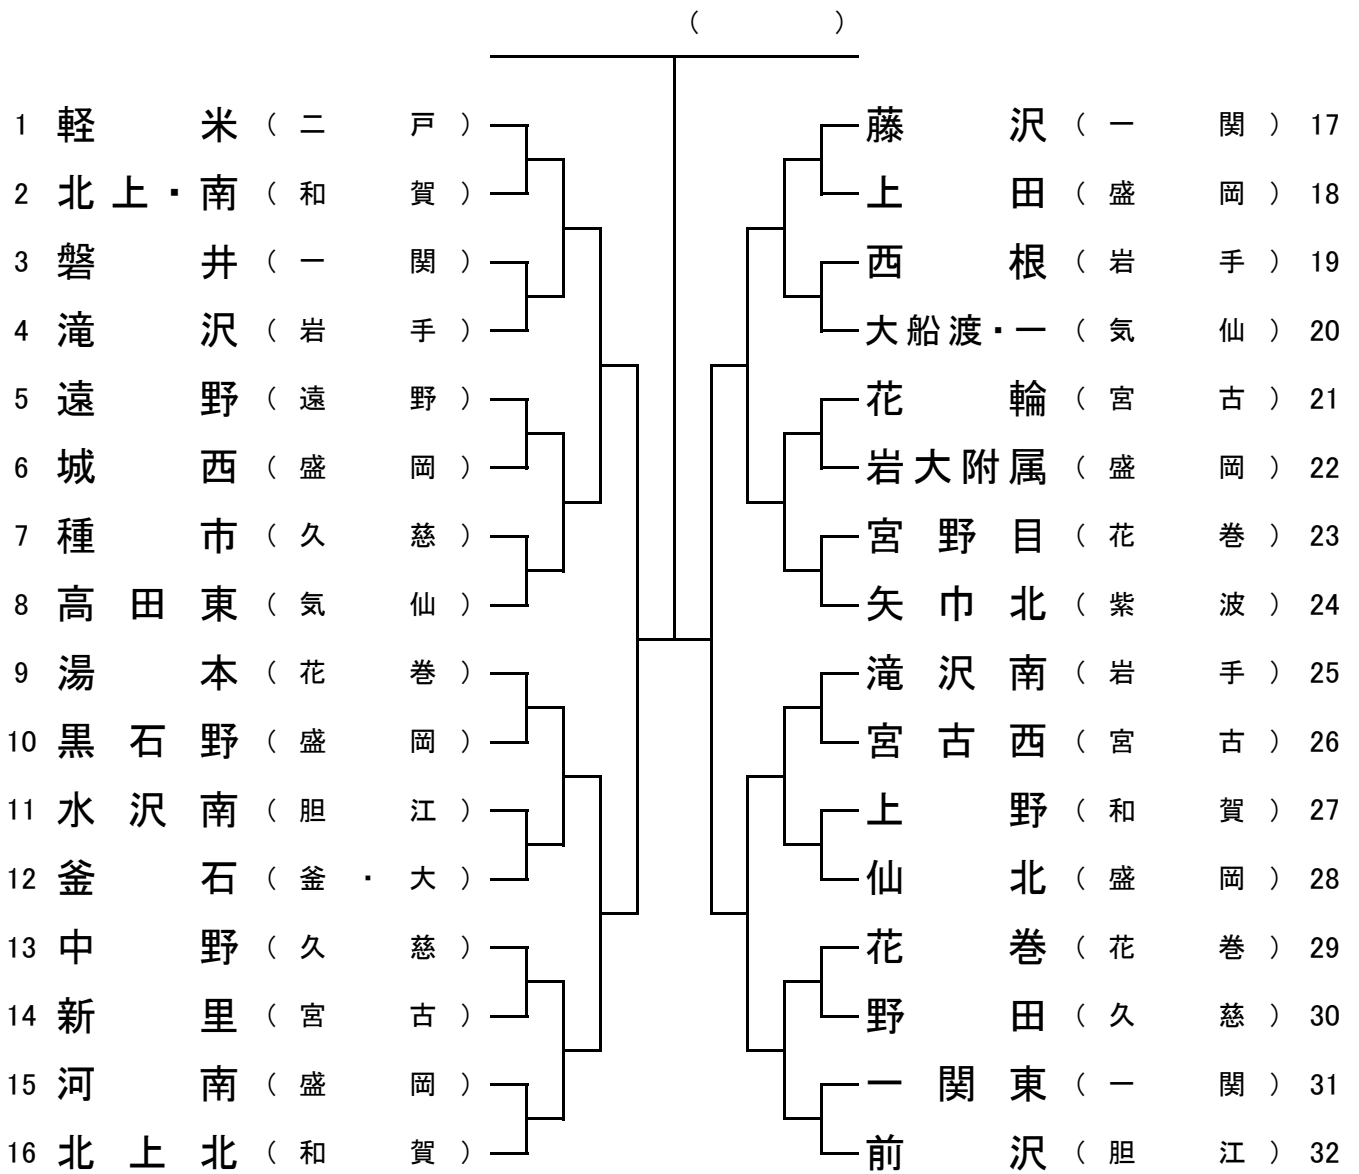 （　　　）
1 軽米（二戸）
2 北上・南（和賀）
3 磐井（一関）
4 滝沢（岩手）
5 遠野（遠野）
6 城西（盛岡）
7 種市（久慈）
8 高田東（気仙）
9 湯本（花巻）
10 黒石野（盛岡）
11 水沢南（胆江）
12 釜石（釜・大）
13 中野（久慈）
14 新里（宮古）
15 河南（盛岡）
16 北上北（和賀）
藤沢（一関）17
上田（盛岡）18
西根（岩手）19
大船渡・一（気仙）20
花輪（宮古）21
岩大附属（盛岡）22
宮野目（花巻）23
矢巾北（紫波）24
滝沢南（岩手）25
宮古西（宮古）26
上野（和賀）27
仙北（盛岡）28
花巻（花巻）29
野田（久慈）30
一関東（一関）31
前沢（胆江）32